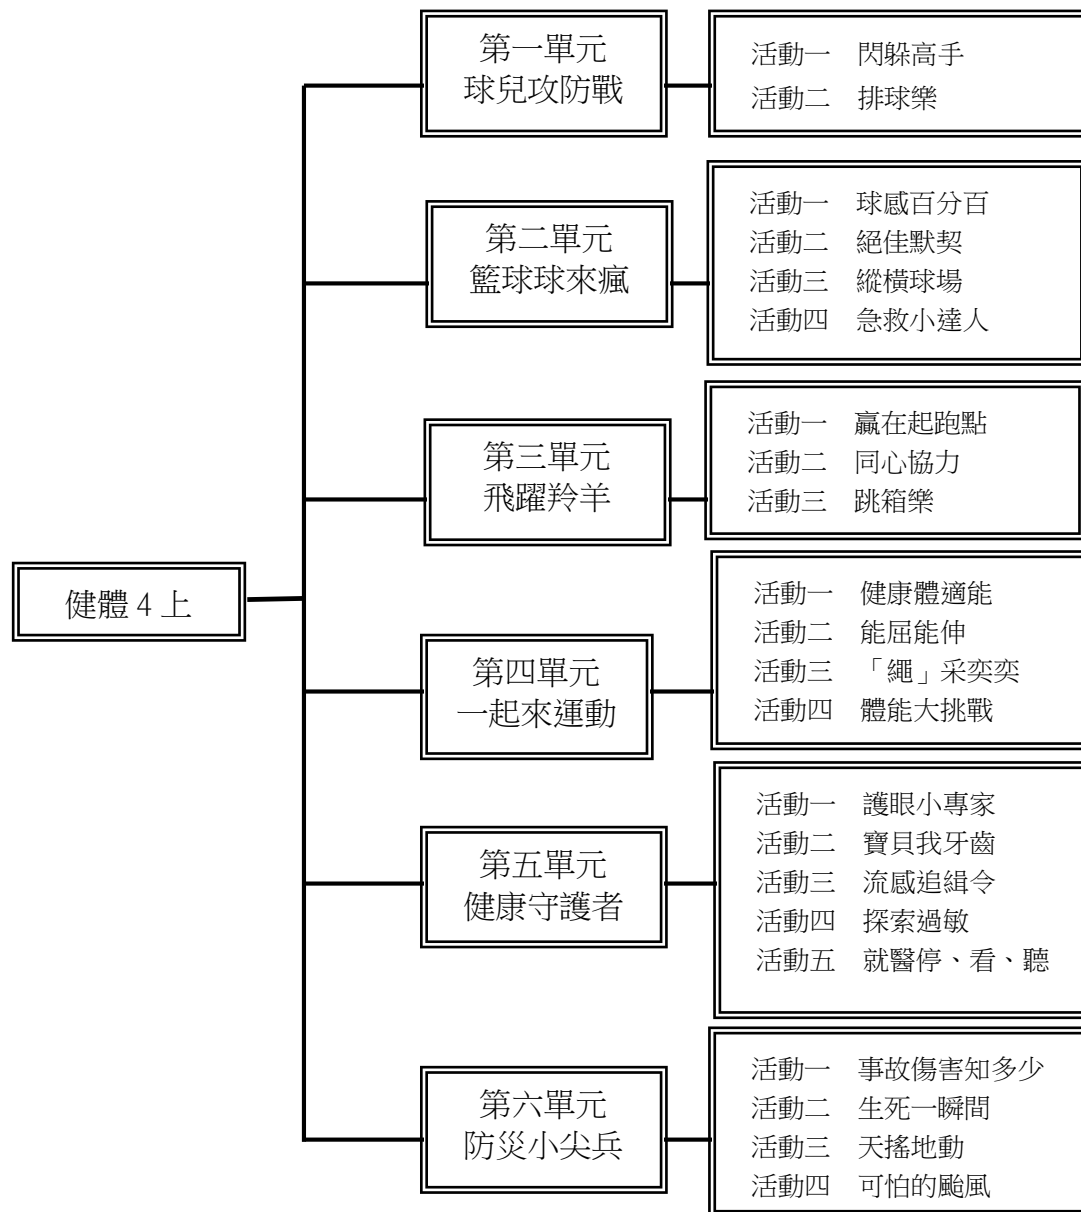 健體 4 上
第一單元
球兒攻防戰
活動一　閃躲高手
活動二　排球樂
第二單元
籃球球來瘋
活動一　球感百分百
活動二　絕佳默契
活動三　縱橫球場
活動四　急救小達人
第三單元
飛躍羚羊
活動一　贏在起跑點
活動二　同心協力
活動三　跳箱樂
第四單元
一起來運動
活動一　健康體適能
活動二　能屈能伸
活動三　「繩」采奕奕
活動四　體能大挑戰
第五單元
健康守護者
活動一　護眼小專家
活動二　寶貝我牙齒
活動三　流感追緝令
活動四　探索過敏
活動五　就醫停、看、聽
第六單元
防災小尖兵
活動一　事故傷害知多少
活動二　生死一瞬間
活動三　天搖地動
活動四　可怕的颱風